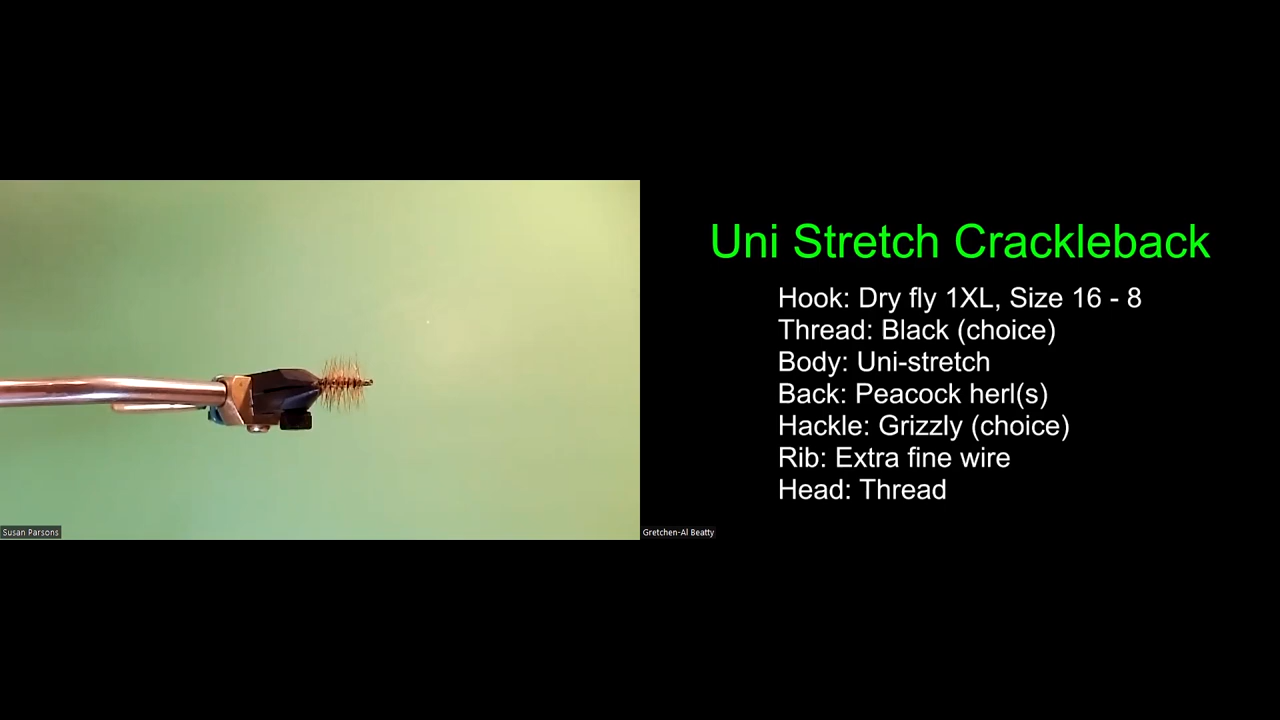 Uni Stretch Crackleback
Hook: Dry fly 1XL, Size 16 - 8
Thread: Black (choice)
Body: Uni-stretch
Back: Peacock herl(s)
Hackle: Grizzly (choice)
Rib: Extra fine wire
Head: Thread
Susan Parsons
Gretchen-Al Beatty